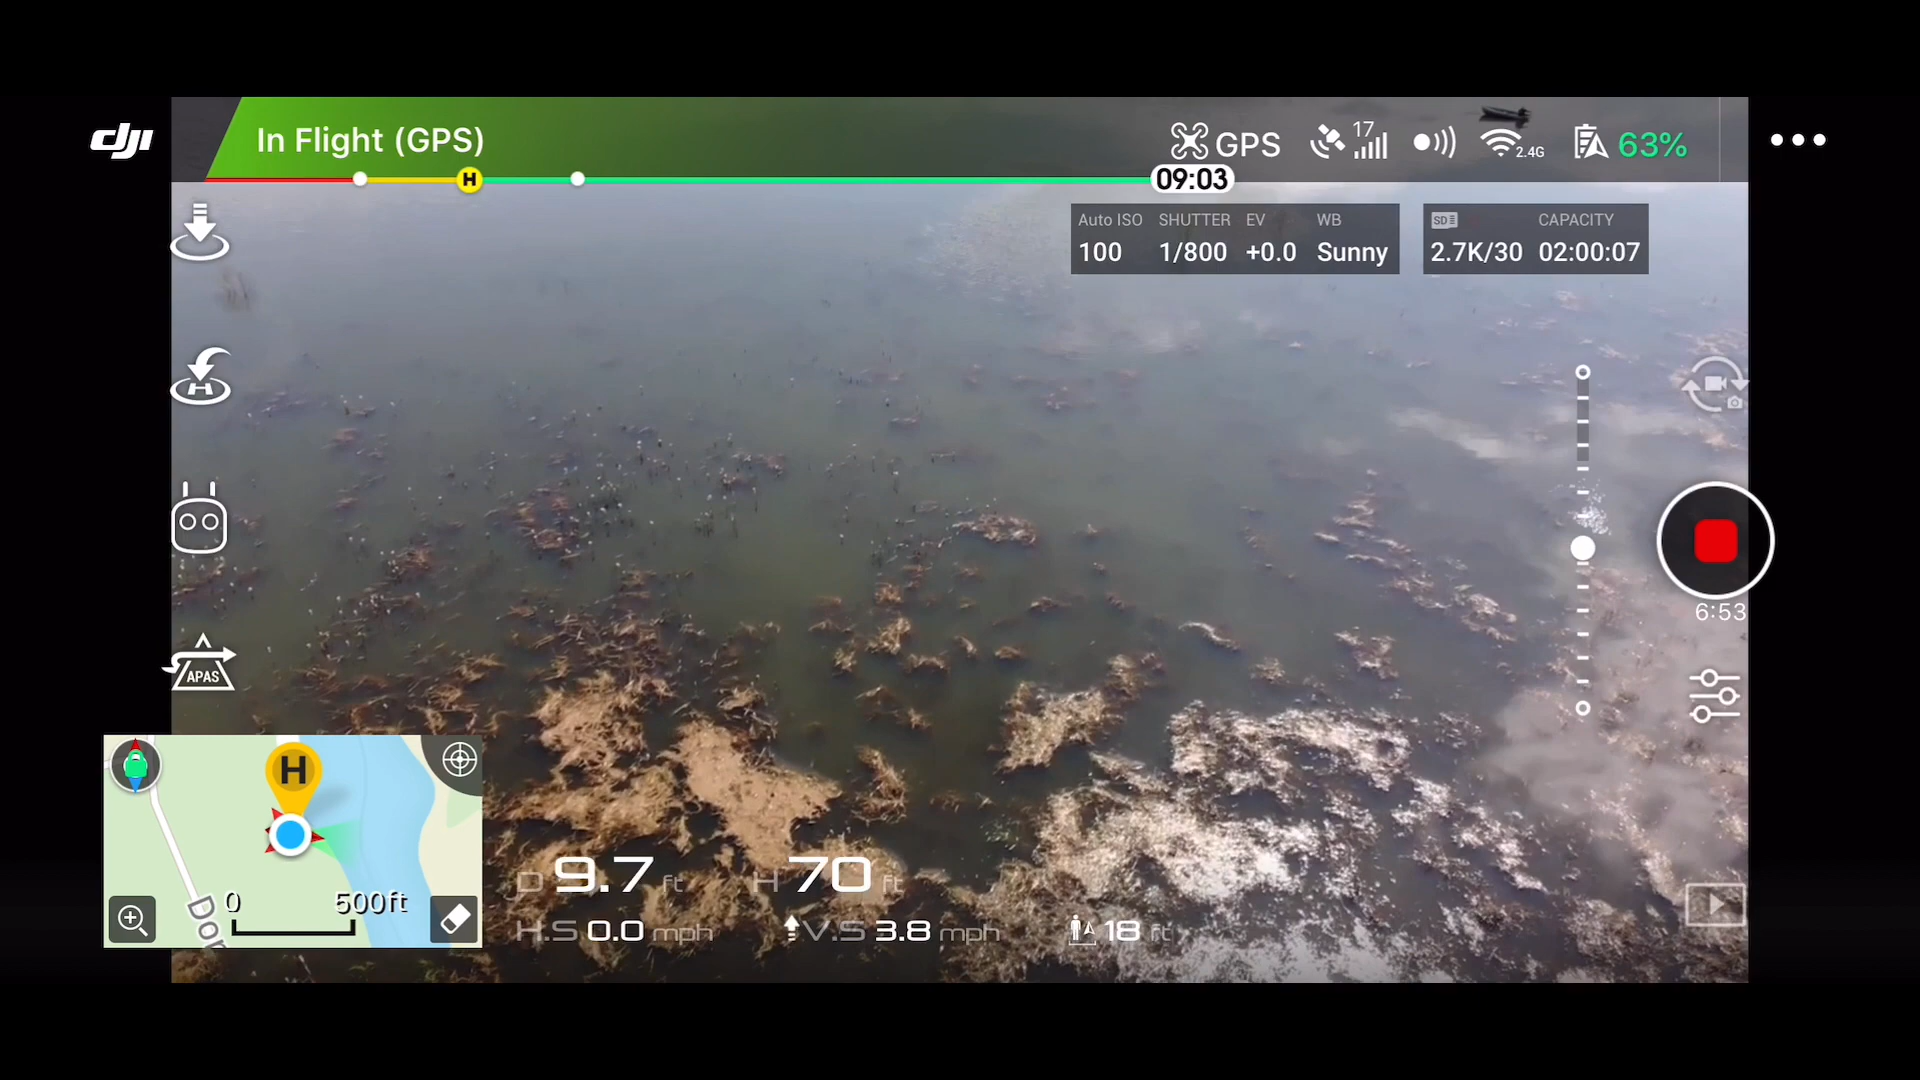 dji
In Flight (GPS)
GPS
17
2.4G
63%
H
09:03
Auto ISO SHUTTER EV WB
100 1/800 +0.0 Sunny
SD CAPACITY
2.7K/30 02:00:07
H
6:53
APAS
H
0 500ft
Don
D 9.7 ft H 70 ft
H.S 0.0 mph V.S 3.8 mph 18 ft